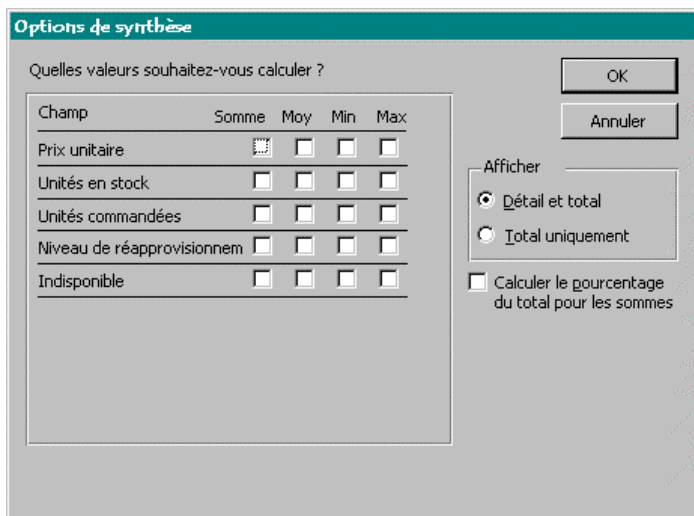 Options de synthèse
Quelles valeurs souhaitez-vous calculer ?
Champ Somme Moy Min Max
Prix unitaire
Unités en stock
Unités commandées
Niveau de réapprovisionnem
Indisponible
OK
Annuler
Afficher
Détail et total
Total uniquement
Calculer le pourcentage
du total pour les sommes